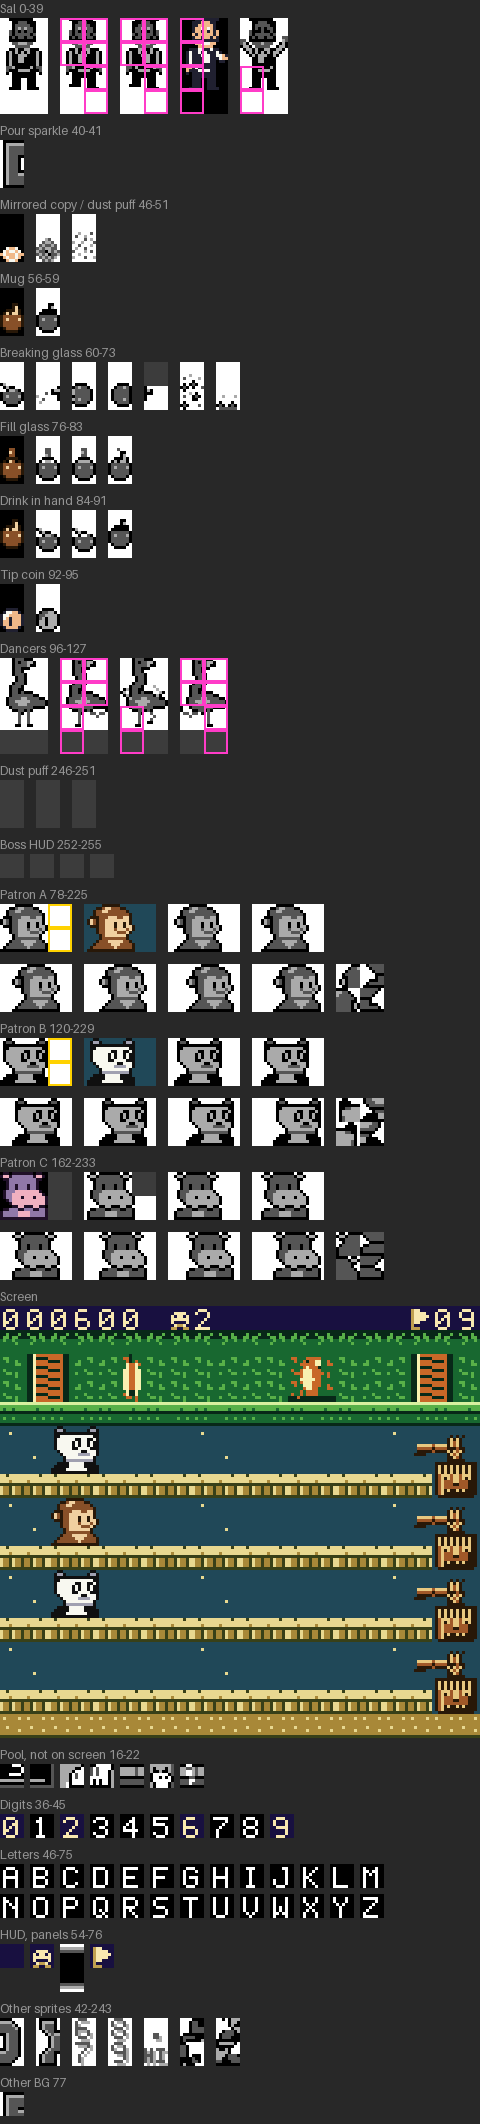 Sal 0-39
Pour sparkle 40-41
Mirrored copy / dust puff 46-51
Mug 56-59
Breaking glass 60-73
Fill glass 76-83
Drink in hand 84-91
Tip coin 92-95
Dancers 96-127
Dust puff 246-251
Boss HUD 252-255
Patron A 78-225
Patron B 120-229
Patron C 162-233
Screen
000600 2 09
Pool, not on screen 16-22
Digits 36-45
0 1 2 3 4 5 6 7 8 9
Letters 46-75
A B C D E F G H I J K L M
N O P Q R S T U V W X Y Z
HUD, panels 54-76
Other sprites 42-243
HI
Other BG 77